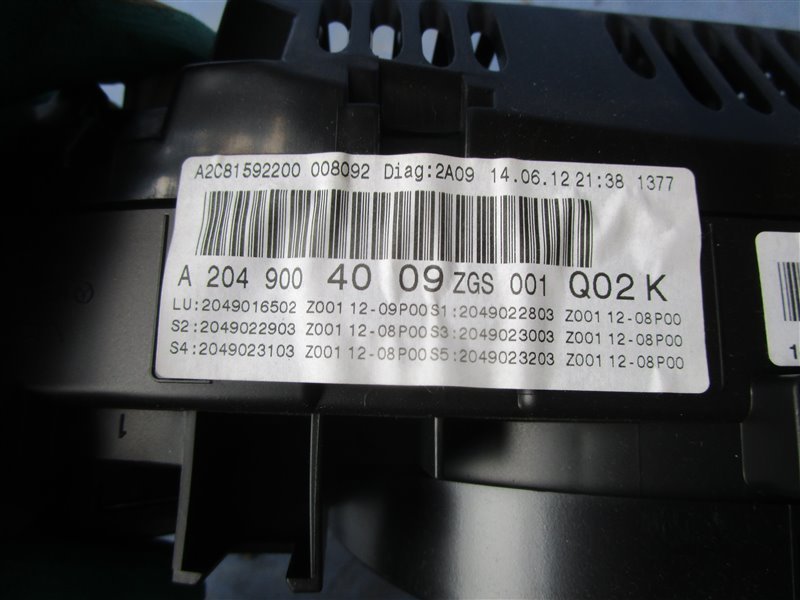 A2C81592200 008092 Diag:2A09 14.06.12 21:38 1377
A 204 900 40 09 ZGS 001 Q02 K
LU:2049016502 Z001 12-09P00 S1:2049022803 Z001 12-08P00
S2:2049022903 Z001 12-08P00 S3:2049023003 Z001 12-08P00
S4:2049023103 Z001 12-08P00 S5:2049023203 Z001 12-08P00
1